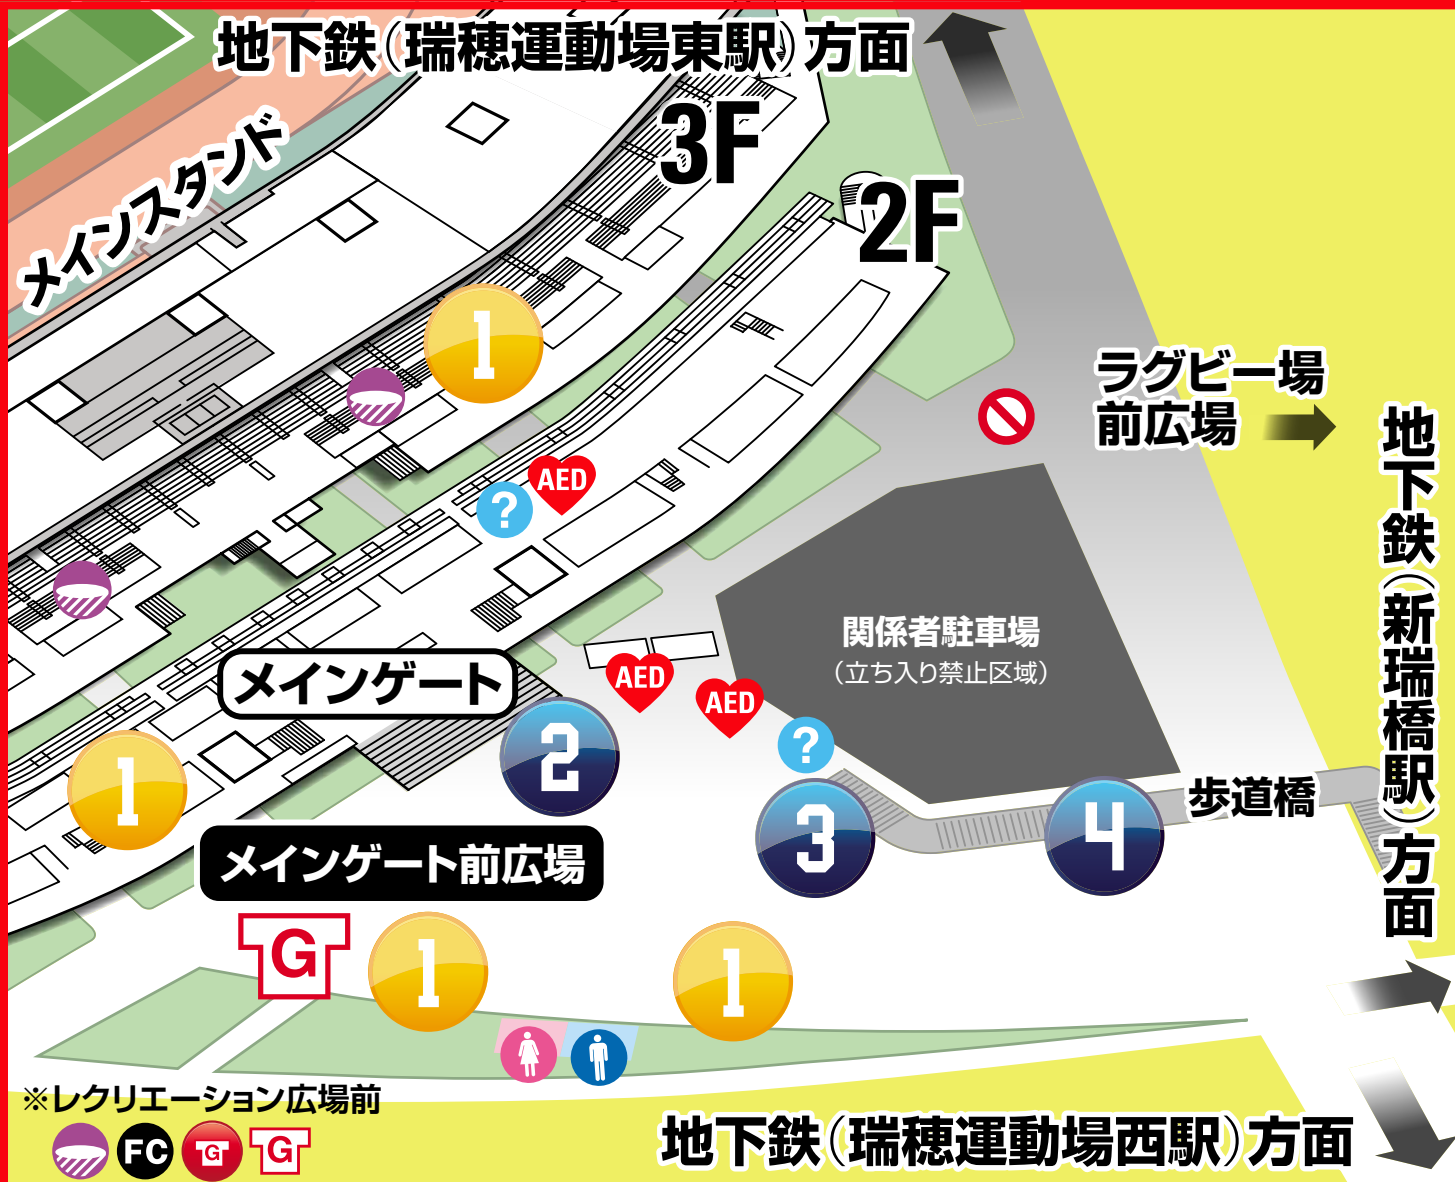 地下鉄（瑞穂運動場東駅）方面
3F
メインスタンド
2F
1
ラグビー場
前広場
地下鉄（新瑞橋駅）方面
AED
?
関係者駐車場
（立ち入り禁止区域）
メインゲート
AED
AED
2
?
1
3
4
歩道橋
メインゲート前広場
G
1
1
※レクリエーション広場前
FC
G
G
地下鉄（瑞穂運動場西駅）方面